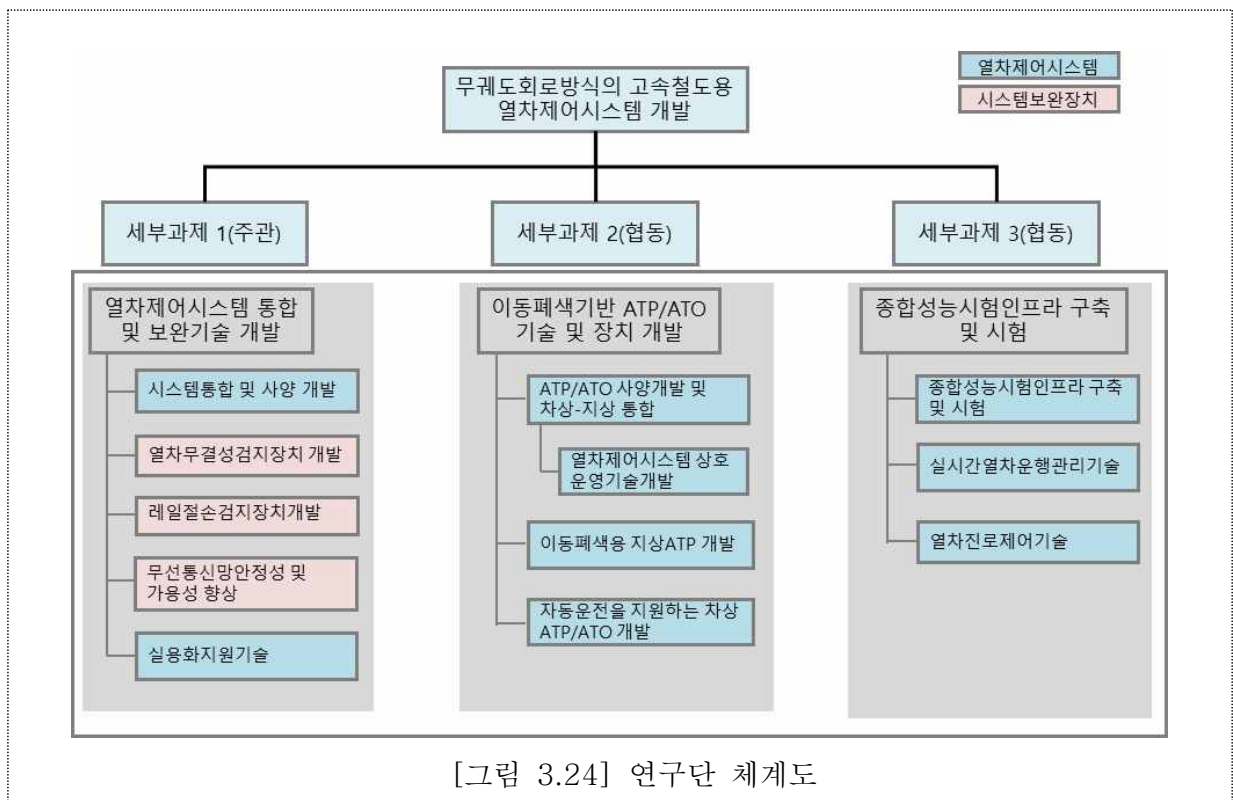 무궤도회로방식의 고속철도용
열차제어시스템 개발
열차제어시스템
시스템보완장치
세부과제 1(주관)
세부과제 2(협동)
세부과제 3(협동)
열차제어시스템 통합
및 보완기술 개발
시스템통합 및 사양 개발
열차무결성검지장치 개발
레일절손검지장치개발
무선통신망안정성 및
가용성 향상
실용화지원기술
이동폐색기반 ATP/ATO
기술 및 장치 개발
ATP/ATO 사양개발 및
차상-지상 통합
열차제어시스템 상호
운영기술개발
이동폐색용 지상ATP 개발
자동운전을 지원하는 차상
ATP/ATO 개발
종합성능시험인프라 구축
및 시험
종합성능시험인프라 구축
및 시험
실시간열차운행관리기술
열차진로제어기술
[그림 3.24] 연구단 체계도